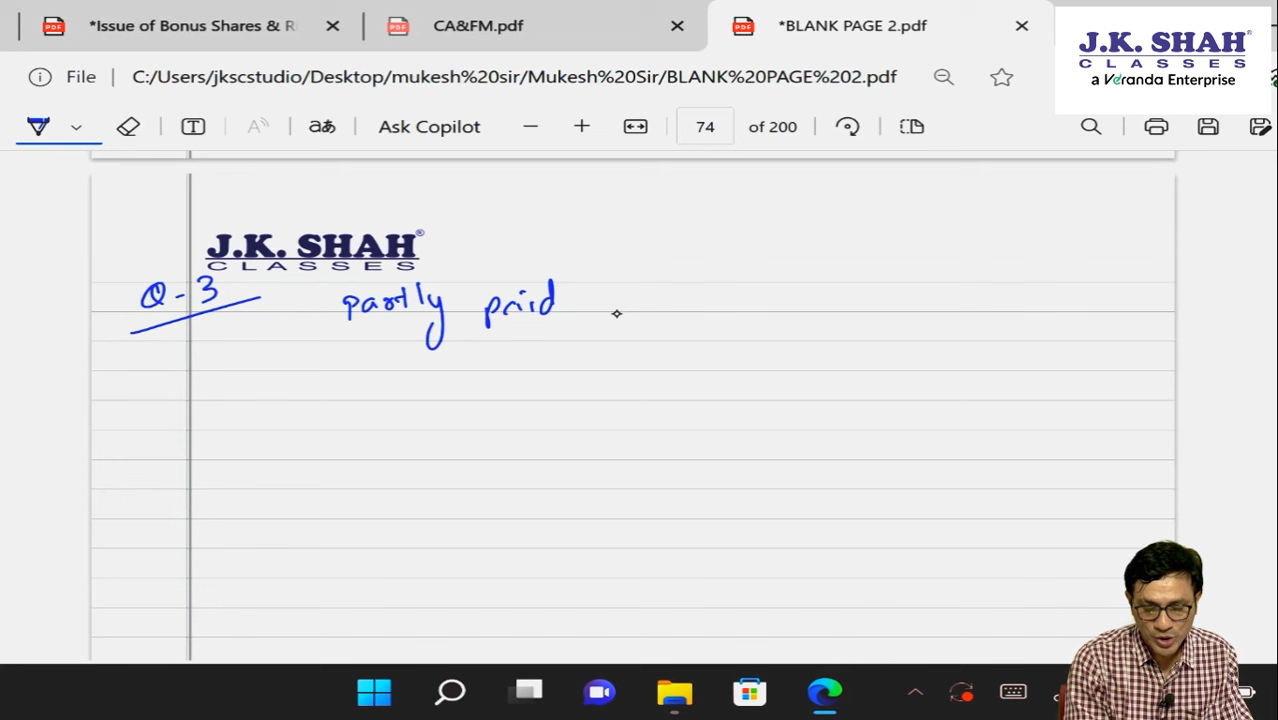 *Issue of Bonus Shares & Ri
CA&FM.pdf
*BLANK PAGE 2.pdf
J.K. SHAH®
CLASSES
a Veranda Enterprise
File
C:/Users/jkscstudio/Desktop/mukesh%20sir/Mukesh%20Sir/BLANK%20PAGE%202.pdf
Ask Copilot
74
of 200
J.K. SHAH®
CLASSES
Q-3 partly paid